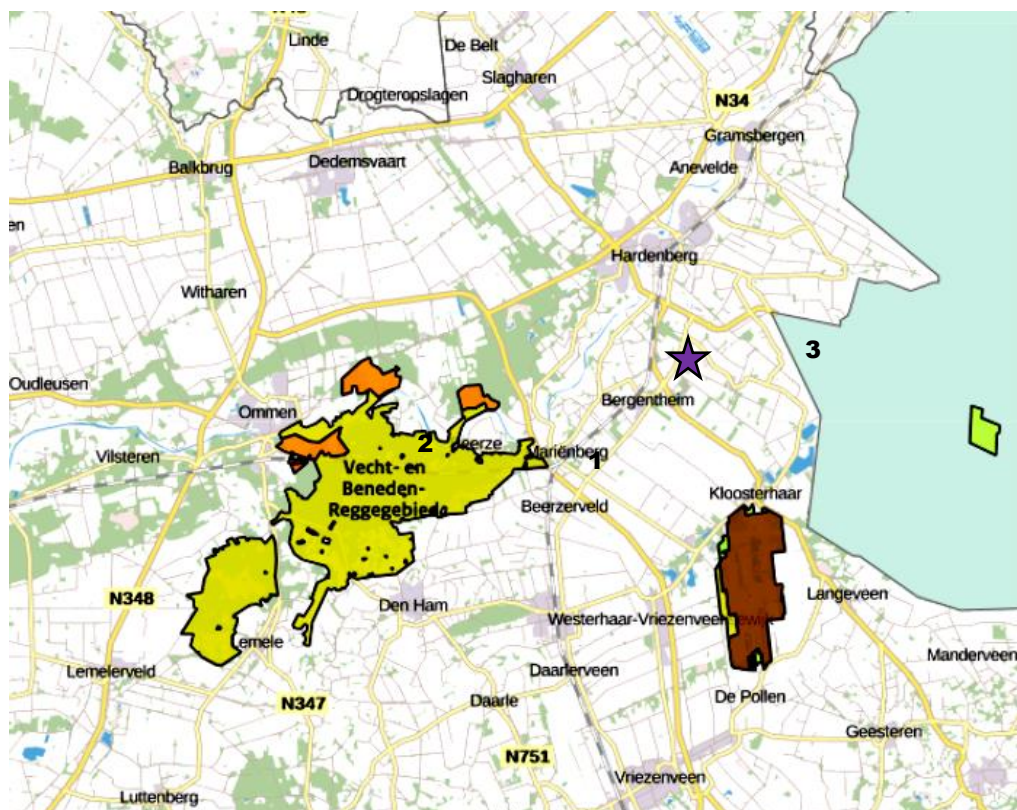 Linde
De Belt
Slagharen
Drogteropslagen
N34
Gramsbergen
Dedemsvaart
Balkbrug
Anevelde
en
Hardenberg
Witharen
3
Oudleusen
Bergentheim
Ommen
2
Mariënberg
Vilsteren
1
Vecht- en
Beneden-
Reggegebied
Kloosterhaar
Beerzerveld
N348
Den Ham
Langeveen
Westerhaar-Vriezenveensewijk
Lemele
Manderveen
Lemelerveld
Daarlerveen
N347
Daarle
De Pollen
Geesteren
N751
Vriezenveen
Luttenberg